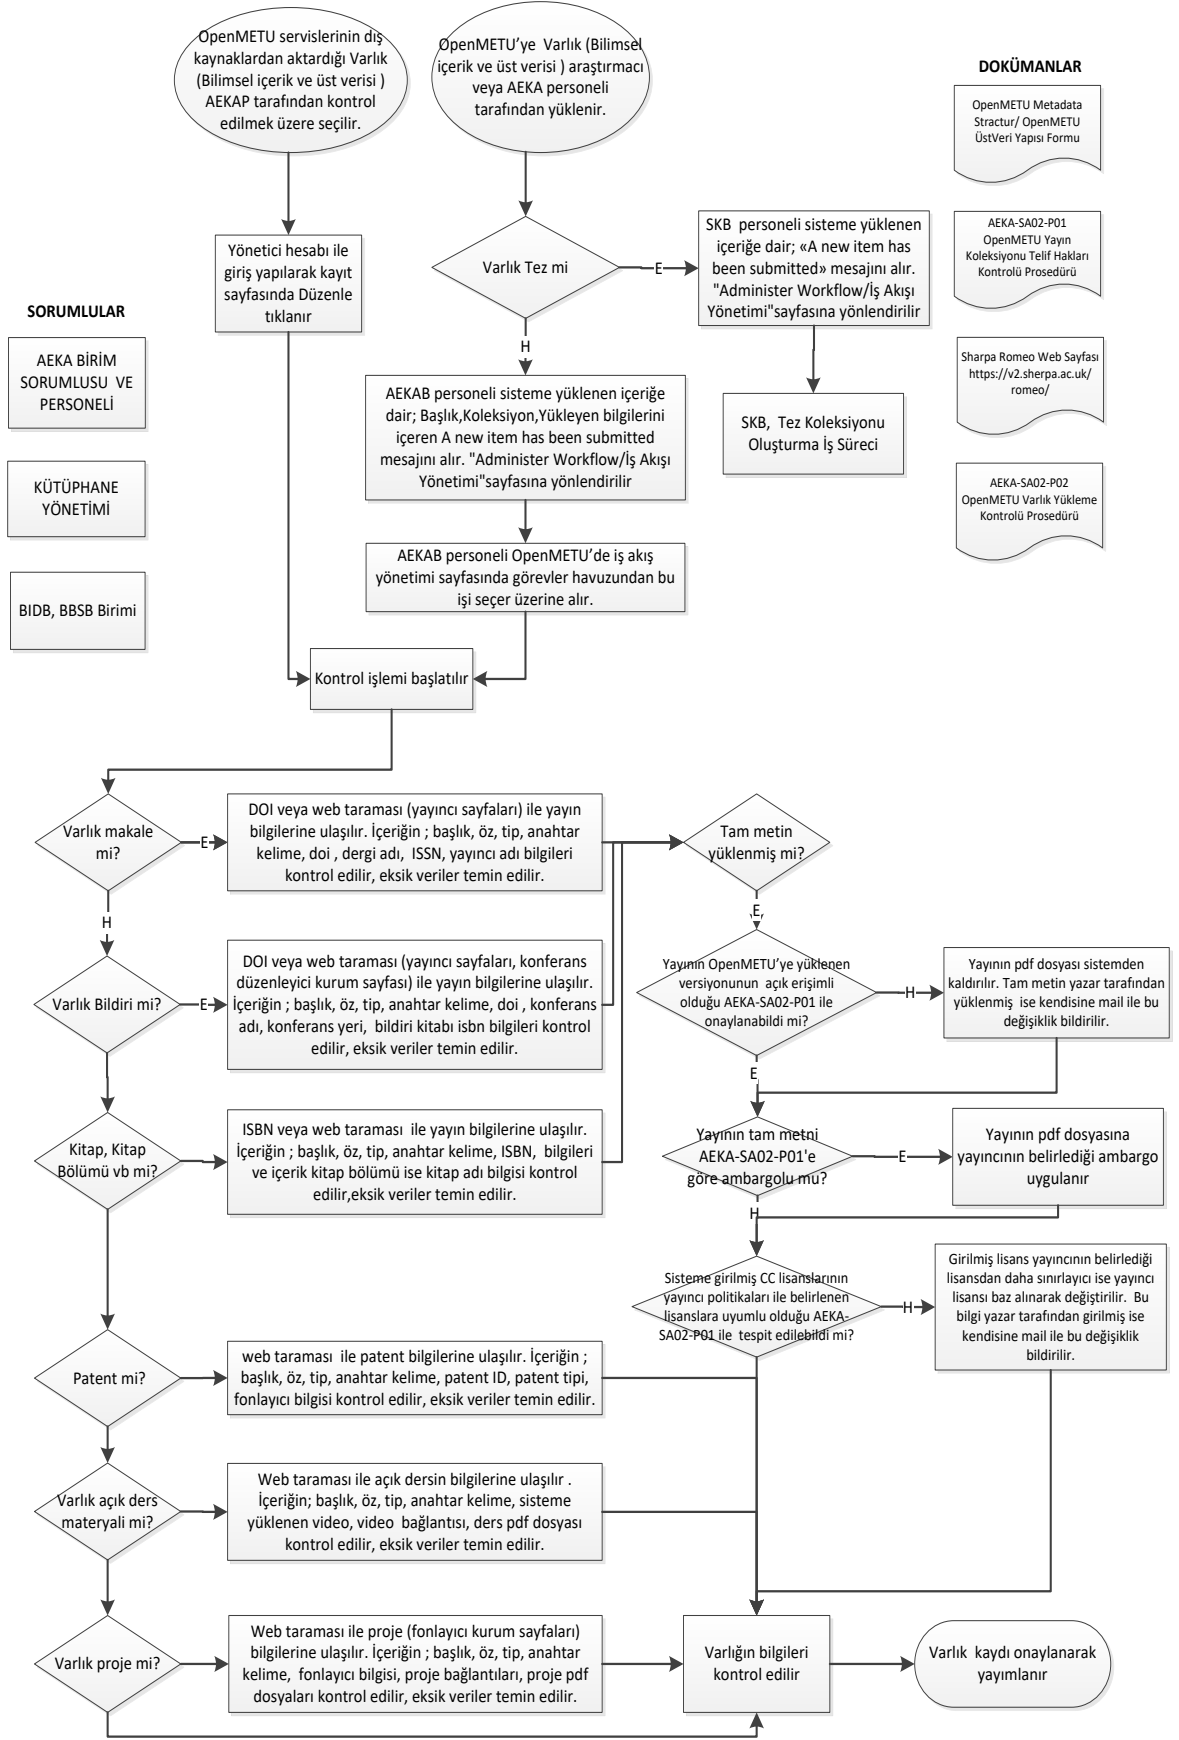 OpenMETU servislerinin dış
kaynaklardan aktardığı Varlık
(Bilimsel içerik ve üst verisi )
AEKAP tarafından kontrol
edilmek üzere seçilir.
OpenMETU’ye Varlık (Bilimsel
içerik ve üst verisi ) araştırmacı
veya AEKA personeli
tarafından yüklenir.
DOKÜMANLAR
OpenMETU Metadata
Stractur/ OpenMETU
ÜstVeri Yapısı Formu
AEKA-SA02-P01
OpenMETU Yayın
Koleksiyonu Telif Hakları
Kontrolü Prosedürü
Sharpa Romeo Web Sayfası
https://v2.sherpa.ac.uk/
romeo/
AEKA-SA02-P02
OpenMETU Varlık Yükleme
Kontrolü Prosedürü
SORUMLULAR
AEKA BİRİM
SORUMLUSU VE
PERSONELİ
KÜTÜPHANE
YÖNETİMİ
BIDB, BBSB Birimi
Yönetici hesabı ile
giriş yapılarak kayıt
sayfasında Düzenle
tıklanır
Varlık Tez mi
E
SKB personeli sisteme yüklenen
içeriğe dair; «A new item has
been submitted» mesajını alır.
"Administer Workflow/İş Akışı
Yönetimi"sayfasına yönlendirilir
SKB, Tez Koleksiyonu
Oluşturma İş Süreci
H
AEKAB personeli sisteme yüklenen içeriğe
dair; Başlık,Koleksiyon,Yükleyen bilgilerini
içeren A new item has been submitted
mesajını alır. "Administer Workflow/İş Akışı
Yönetimi"sayfasına yönlendirilir
AEKAB personeli OpenMETU’de iş akış
yönetimi sayfasında görevler havuzundan bu
işi seçer üzerine alır.
Kontrol işlemi başlatılır
Varlık makale
mi?
E
DOI veya web taraması (yayıncı sayfaları) ile yayın
bilgilerine ulaşılır. İçeriğin ; başlık, öz, tip, anahtar
kelime, doi , dergi adı, ISSN, yayıncı adı bilgileri
kontrol edilir, eksik veriler temin edilir.
H
Varlık Bildiri mi?
E
DOI veya web taraması (yayıncı sayfaları, konferans
düzenleyici kurum sayfası) ile yayın bilgilerine ulaşılır.
İçeriğin ; başlık, öz, tip, anahtar kelime, doi , konferans
adı, konferans yeri, bildiri kitabı isbn bilgileri kontrol
edilir, eksik veriler temin edilir.
Kitap, Kitap
Bölümü vb mi?
ISBN veya web taraması ile yayın bilgilerine ulaşılır.
İçeriğin ; başlık, öz, tip, anahtar kelime, ISBN, bilgileri
ve içerik kitap bölümü ise kitap adı bilgisi kontrol
edilir,eksik veriler temin edilir.
Patent mi?
web taraması ile patent bilgilerine ulaşılır. İçeriğin ;
başlık, öz, tip, anahtar kelime, patent ID, patent tipi,
fonlayıcı bilgisi kontrol edilir, eksik veriler temin edilir.
Varlık açık ders
materyali mi?
Web taraması ile açık dersin bilgilerine ulaşılır .
İçeriğin; başlık, öz, tip, anahtar kelime, sisteme
yüklenen video, video bağlantısı, ders pdf dosyası
kontrol edilir, eksik veriler temin edilir.
Varlık proje mi?
Web taraması ile proje (fonlayıcı kurum sayfaları)
bilgilerine ulaşılır. İçeriğin ; başlık, öz, tip, anahtar
kelime, fonlayıcı bilgisi, proje bağlantıları, proje pdf
dosyaları kontrol edilir, eksik veriler temin edilir.
Tam metin
yüklenmiş mi?
E
Yayının OpenMETU’ye yüklenen
versiyonunun açık erişimli
olduğu AEKA-SA02-P01 ile
onaylanabildi mi?
H
Yayının pdf dosyası sistemden
kaldırılır. Tam metin yazar tarafından
yüklenmiş ise kendisine mail ile bu
değişiklik bildirilir.
E
Yayının tam metni
AEKA-SA02-P01'e
göre ambargolu mu?
E
Yayının pdf dosyasına
yayıncının belirlediği ambargo
uygulanır
H
Sisteme girilmiş CC lisanslarının
yayıncı politikaları ile belirlenen
lisanslara uyumlu olduğu AEKA-
SA02-P01 ile tespit edilebildi mi?
H
Girilmiş lisans yayıncının belirlediği
lisansdan daha sınırlayıcı ise yayıncı
lisansı baz alınarak değiştirilir. Bu
bilgi yazar tarafından girilmiş ise
kendisine mail ile bu değişiklik
bildirilir.
Varlığın bilgileri
kontrol edilir
Varlık kaydı onaylanarak
yayımlanır